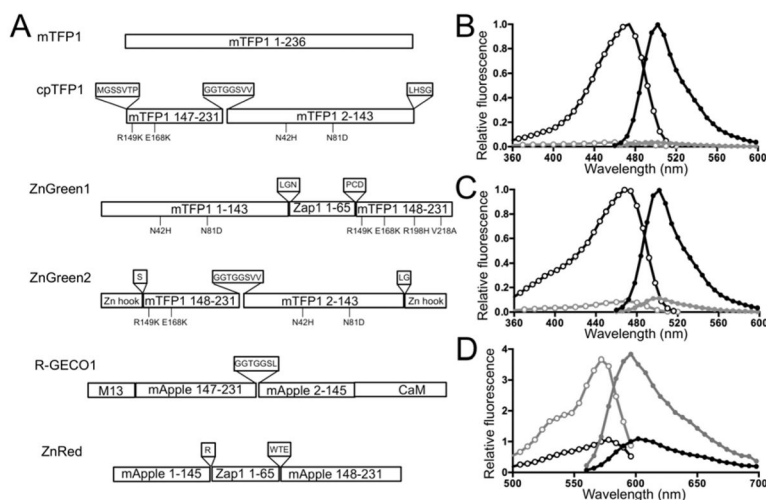 A
mTFP1
mTFP1 1-236
cpTFP1
MGSSVTP
GGTGGSVV
LHSG
mTFP1 147-231
mTFP1 2-143
R149K E168K
N42H
N81D
ZnGreen1
LGN
PCD
mTFP1 1-143
Zap1 1-65
mTFP1 148-231
N42H
N81D
R149K E168K R198H V218A
ZnGreen2
S
GGTGGSVV
LG
Zn hook
mTFP1 148-231
mTFP1 2-143
Zn hook
R149K E168K
N42H
N81D
R-GECO1
GGTGGSL
M13
mApple 147-231
mApple 2-145
CaM
ZnRed
R
WTE
mApple 1-145
Zap1 1-65
mApple 148-231
B
Relative fluorescence
1.0
0.8
0.6
0.4
0.2
0.0
360 400 440 480 520 560 600
Wavelength (nm)
C
Relative fluorescence
1.0
0.8
0.6
0.4
0.2
0.0
360 400 440 480 520 560 600
Wavelength (nm)
D
Relative fluorescence
4
3
2
1
0
500 550 600 650 700
Wavelength (nm)